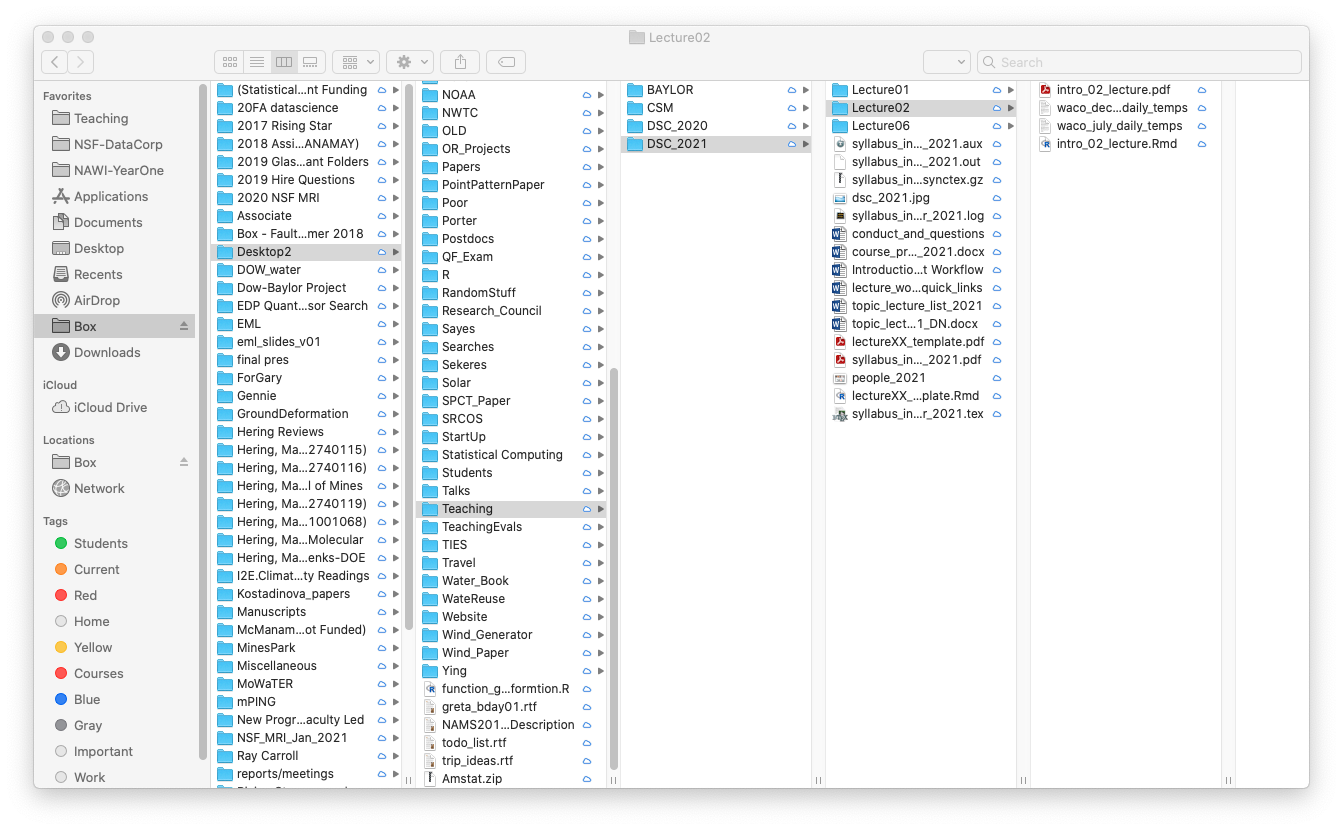 Lecture02
Search
Favorites
Teaching
NSF-DataCorp
NAWI-YearOne
Applications
Documents
Desktop
Recents
AirDrop
Box
Downloads
iCloud
iCloud Drive
Locations
Box
Network
Tags
Students
Current
Red
Home
Yellow
Courses
Blue
Gray
Important
Work
(Statistical...nt Funding
20FA datascience
2017 Rising Star
2018 Assi...ANAMAY)
2019 Glas...ant Folders
2019 Hire Questions
2020 NSF MRI
Associate
Box - Fault...mer 2018
Desktop2
DOW_water
Dow-Baylor Project
EDP Quant...sor Search
EML
eml_slides_v01
final pres
ForGary
Gennie
GroundDeformation
Hering Reviews
Hering, Ma...2740115)
Hering, Ma...2740116)
Hering, Ma...l of Mines
Hering, Ma...2740119)
Hering, Ma...1001068)
Hering, Ma...Molecular
Hering, Ma...enks-DOE
I2E.Climat...ty Readings
Kostadinova_papers
Manuscripts
McManam...ot Funded)
MinesPark
Miscellaneous
MoWaTER
mPING
New Progr...aculty Led
NSF_MRI_Jan_2021
Ray Carroll
reports/meetings
NOAA
NWTC
OLD
OR_Projects
Papers
PointPatternPaper
Poor
Porter
Postdocs
QF_Exam
R
RandomStuff
Research_Council
Sayes
Searches
Sekeres
Solar
SPCT_Paper
SRCOS
StartUp
Statistical Computing
Students
Talks
Teaching
TeachingEvals
TIES
Travel
Water_Book
WateReuse
Website
Wind_Generator
Wind_Paper
Ying
function_g...formtion.R
greta_bday01.rtf
NAMS201...Description
todo_list.rtf
trip_ideas.rtf
Amstat.zip
BAYLOR
CSM
DSC_2020
DSC_2021
Lecture01
Lecture02
Lecture06
syllabus_in..._2021.aux
syllabus_in..._2021.out
syllabus_in...synctex.gz
dsc_2021.jpg
syllabus_in...r_2021.log
conduct_and_questions
course_pr..._2021.docx
Introductio...t Workflow
lecture_wo...quick_links
topic_lecture_list_2021
topic_lect...1_DN.docx
lectureXX_template.pdf
syllabus_in..._2021.pdf
people_2021
lectureXX_...plate.Rmd
syllabus_in...r_2021.tex
intro_02_lecture.pdf
waco_dec...daily_temps
waco_july_daily_temps
intro_02_lecture.Rmd